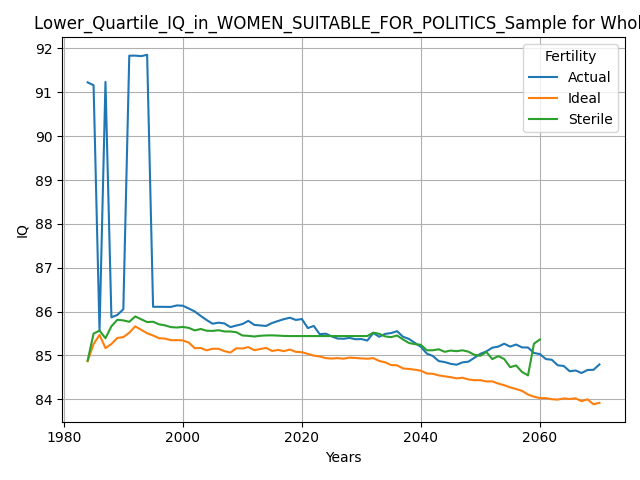 Lower_Quartile_IQ_in_WOMEN_SUITABLE_FOR_POLITICS_Sample for Whol
Fertility
Actual
Ideal
Sterile
IQ
92
91
90
89
88
87
86
85
84
1980
2000
2020
2040
2060
Years